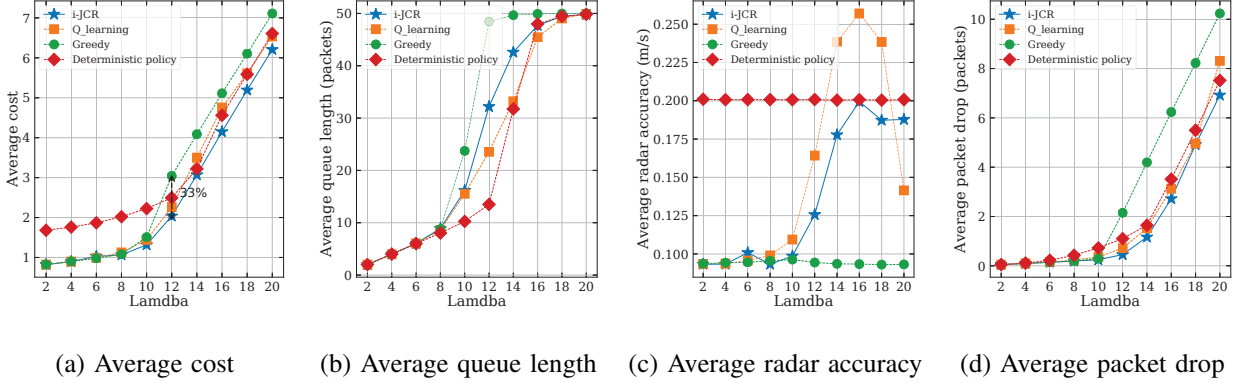 i-JCR
Q_learning
Greedy
Deterministic policy
7
6
5
4
3
2
1
33%
2 4 6 8 10 12 14 16 18 20
Average cost
Lamdba
(a) Average cost
i-JCR
Q_learning
Greedy
Deterministic policy
50
40
30
20
10
0
2 4 6 8 10 12 14 16 18 20
Average queue length (packets)
Lamdba
(b) Average queue length
i-JCR
Q_learning
Greedy
Deterministic policy
0.250
0.225
0.200
0.175
0.150
0.125
0.100
2 4 6 8 10 12 14 16 18 20
Average radar accuracy (m/s)
Lamdba
(c) Average radar accuracy
i-JCR
Q_learning
Greedy
Deterministic policy
10
8
6
4
2
0
2 4 6 8 10 12 14 16 18 20
Average packet drop (packets)
Lamdba
(d) Average packet drop